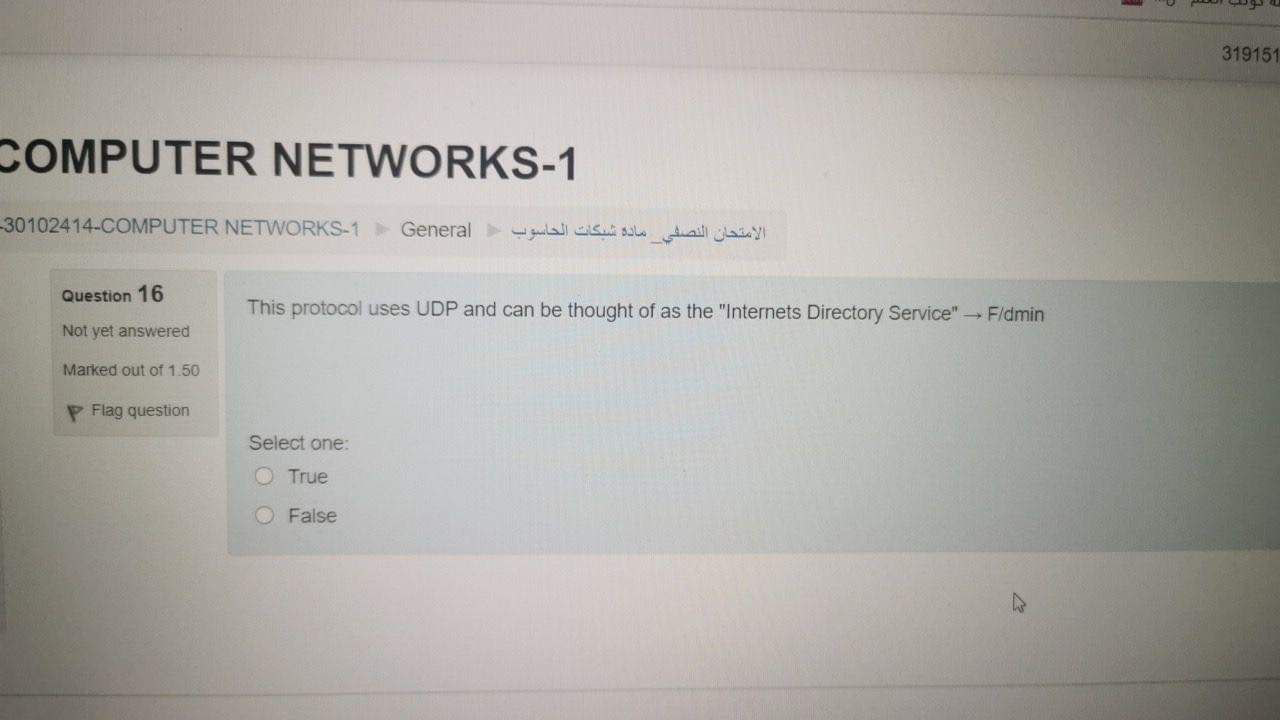 319151
COMPUTER NETWORKS-1
-30102414-COMPUTER NETWORKS-1 General الامتحان النصفي_ ماده شبكات الحاسوب
Question 16
Not yet answered
Marked out of 1.50
Flag question
This protocol uses UDP and can be thought of as the "Internets Directory Service" → F/dmin
Select one:
True
False